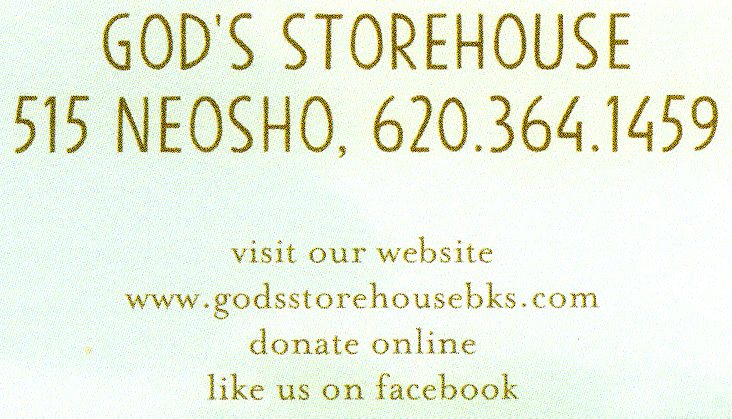 GOD'S STOREHOUSE
515 NEOSHO, 620.364.1459
visit our website
www.godsstorehousebks.com
donate online
like us on facebook